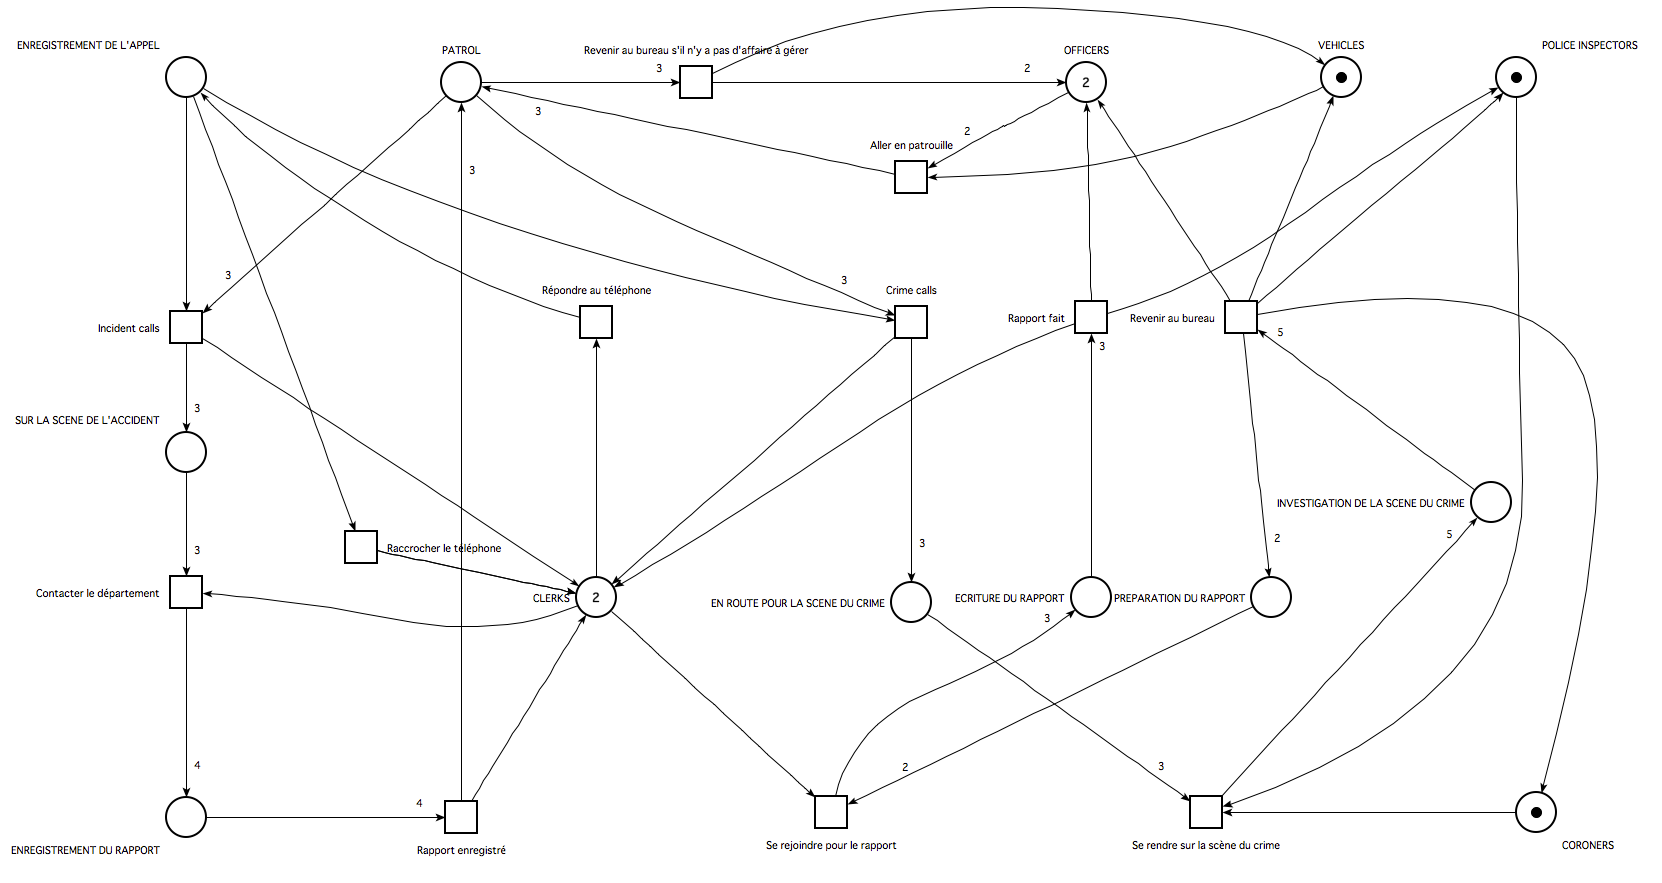 ENREGISTREMENT DE L'APPEL
PATROL
Revenir au bureau s'il n'y a pas d'affaire à gérer
OFFICERS
VEHICLES
POLICE INSPECTORS
3
2
2
3
2
Aller en patrouille
3
3
3
Répondre au téléphone
Crime calls
Incident calls
Rapport fait
Revenir au bureau
5
3
3
SUR LA SCENE DE L'ACCIDENT
INVESTIGATION DE LA SCENE DU CRIME
5
3
3
2
Raccrocher le téléphone
Contacter le département
CLERKS
2
EN ROUTE POUR LA SCENE DU CRIME
ECRITURE DU RAPPORT
PREPARATION DU RAPPORT
3
4
2
3
4
ENREGISTREMENT DU RAPPORT
Rapport enregistré
Se rejoindre pour le rapport
Se rendre sur la scène du crime
CORONERS